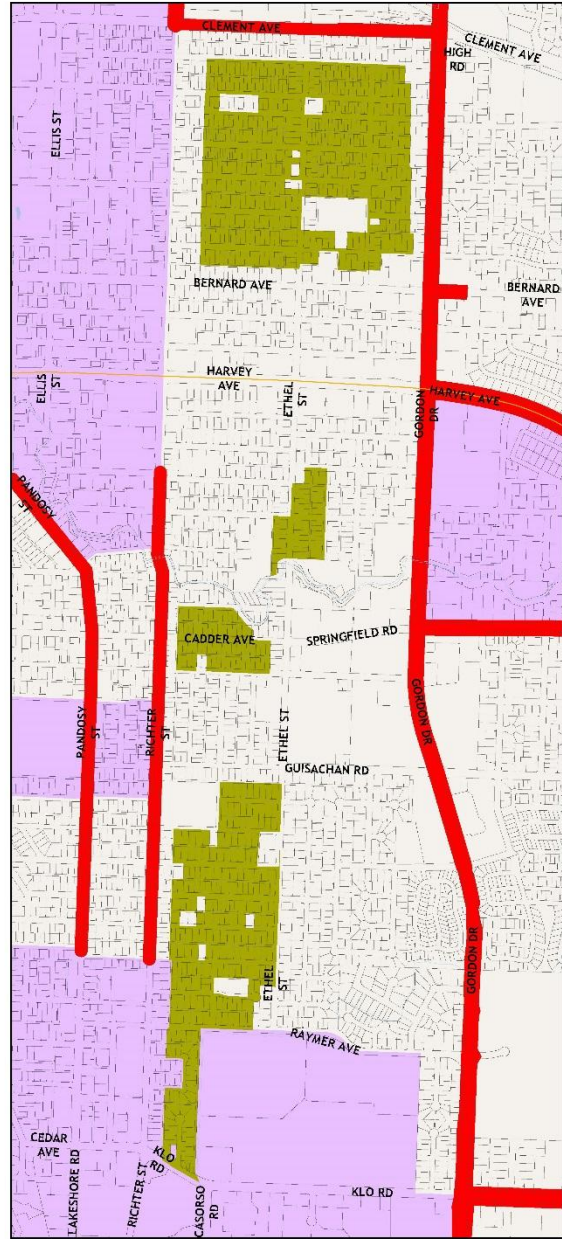 CLEMENT AVE
CLEMENT AVE
HIGH
RD
ELLIS ST
BERNARD AVE
BERNARD
AVE
HARVEY
AVE
ELLIS
ST
ETHEL
ST
HARVEY AVE
GORDON
DR
PANDOSY
ST
CADDER AVE
SPRINGFIELD RD
PANDOSY
ST
RICHTER
ST
ETHEL ST
GORDON DR
GUISACHAN RD
GORDON DR
ETHEL
ST
RAYMER AVE
CEDAR
AVE
KLO
RD
LAKESHORE RD
RICHTER ST
CASORSO
RD
KLO RD